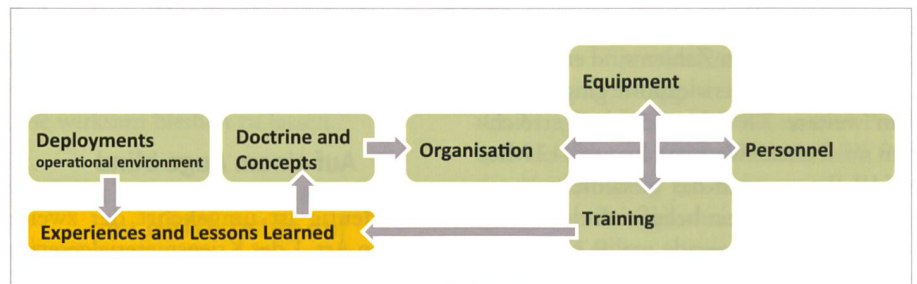 Equipment
Deployments
operational environment
Doctrine and
Concepts
Organisation
Personnel
Experiences and Lessons Learned
Training